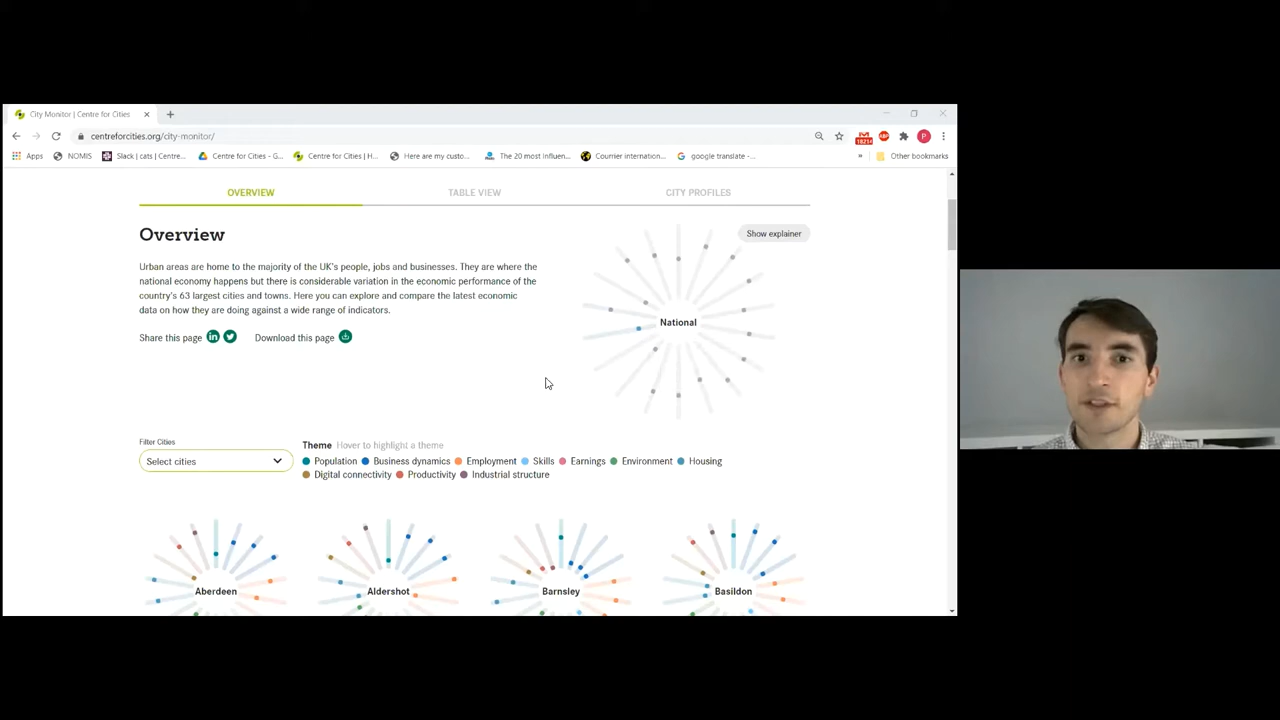 City Monitor | Centre for Cities
centreforcities.org/city-monitor/
18214
ABP
P
Apps
NOMIS
Slack | cats | Centre...
Centre for Cities - G...
Centre for Cities | H...
Here are my custo...
The 20 most Influen...
Courrier internation...
google translate -...
»
Other bookmarks
OVERVIEW
TABLE VIEW
CITY PROFILES
Overview
Show explainer
Urban areas are home to the majority of the UK's people, jobs and businesses. They are where the
national economy happens but there is considerable variation in the economic performance of the
country's 63 largest cities and towns. Here you can explore and compare the latest economic
data on how they are doing against a wide range of indicators.
National
Share this page
in
Download this page
Filter Cities
Select cities
Theme Hover to highlight a theme
Population Business dynamics Employment Skills Earnings Environment Housing
Digital connectivity Productivity Industrial structure
Aberdeen
Aldershot
Barnsley
Basildon